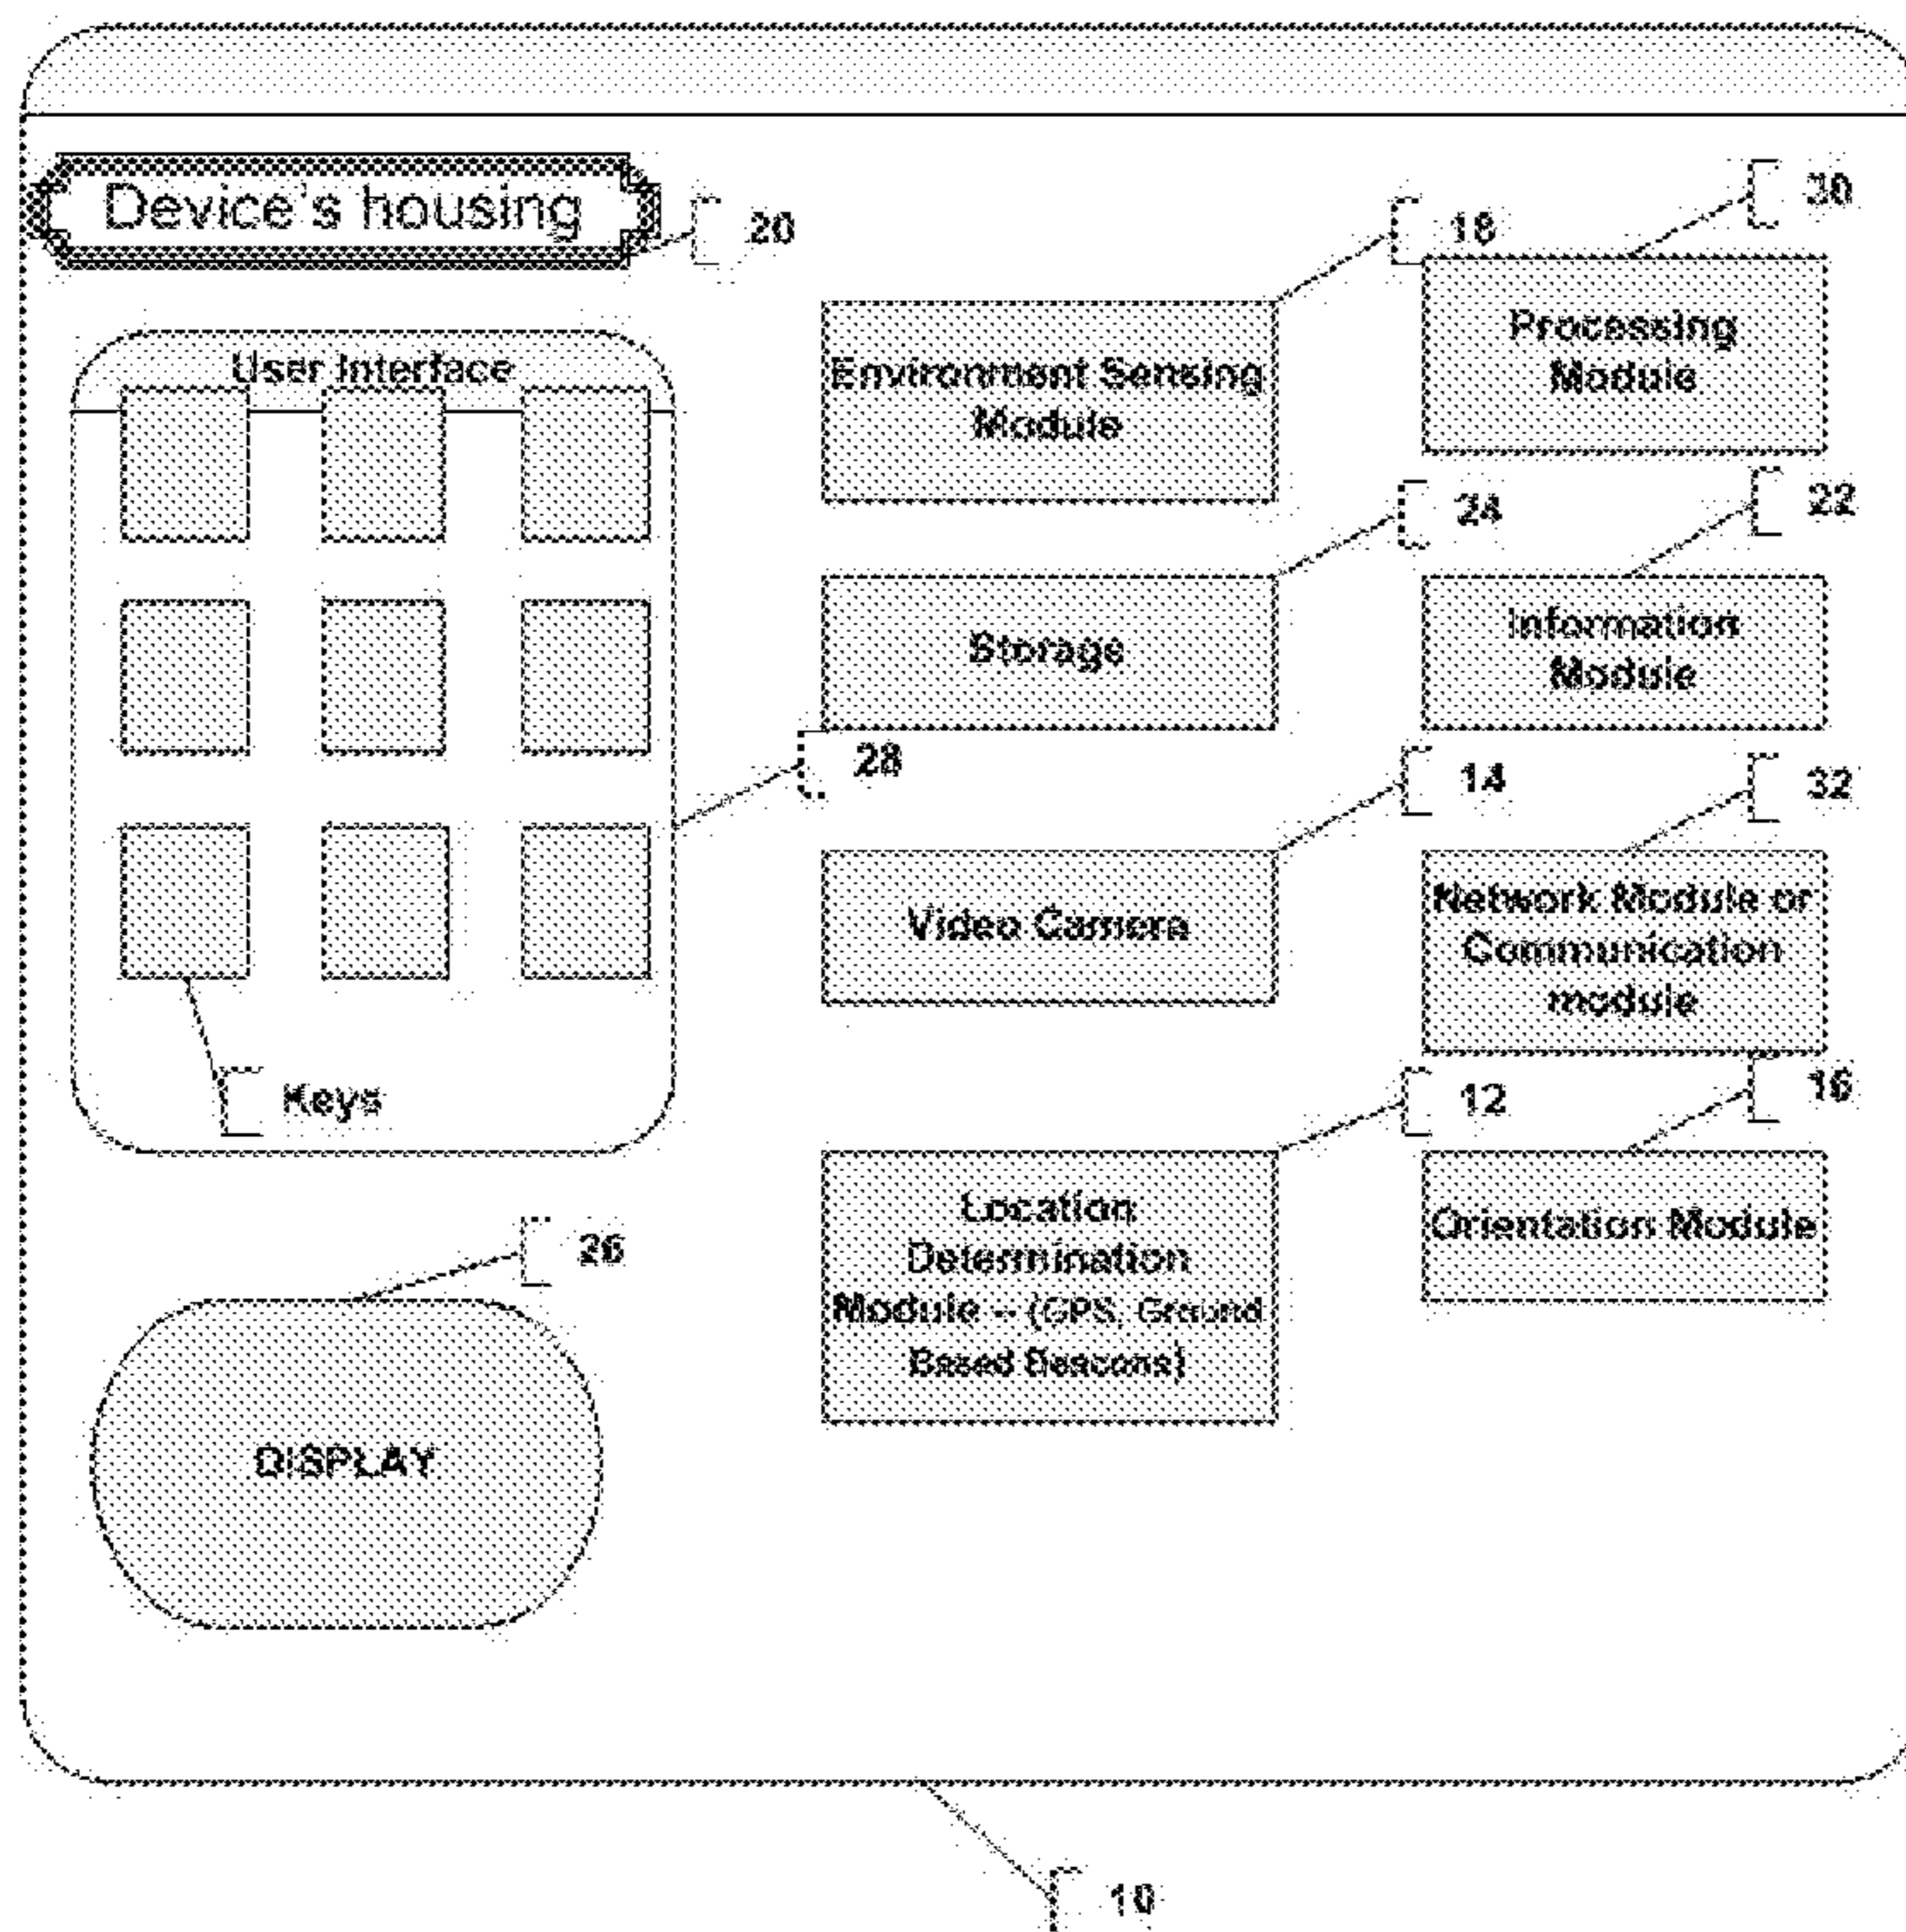 Device's housing
20
18
30
User Interface
Environment Sensing
Module
Processing
Module
24
22
Storage
Information
Module
28
14
32
Video Camera
Network Module or
Communication
module
Keys
12
16
Location
Determination
Module -- (GPS, Ground
Based Beacons)
Orientation Module
26
DISPLAY
10